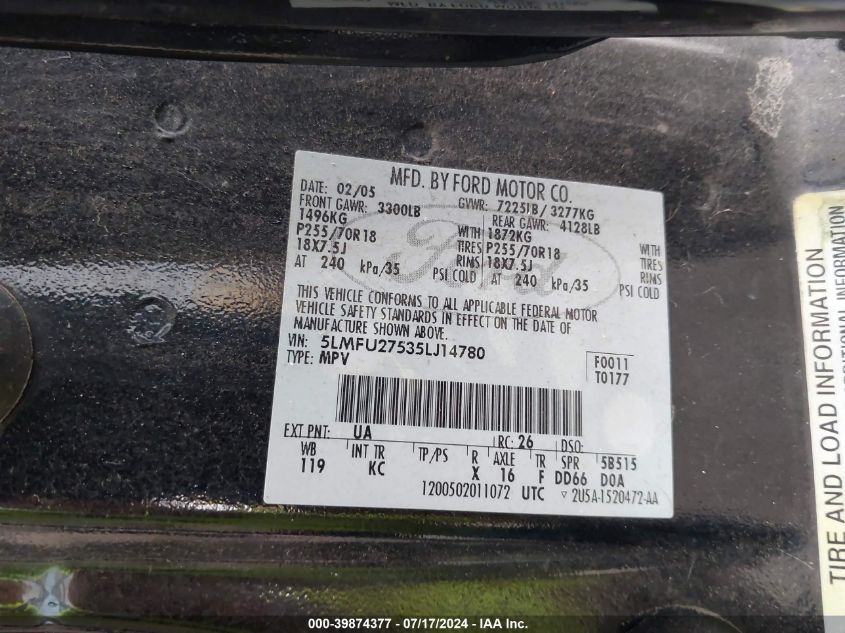 MFD. BY FORD MOTOR CO.
DATE: 02/05 GVWR: 7225LB/ 3277KG
FRONT GAWR: 3300LB REAR GAWR: 4128LB
1496KG WITH 1872KG WITH
P255/70R18 TIRES P255/70R18 TIRES
18X7.5J RIMS 18X7.5J RIMS
AT 240 kPa/35 PSI COLD AT 240 kPa/35 PSI COLD
Ford
THIS VEHICLE CONFORMS TO ALL APPLICABLE FEDERAL MOTOR
VEHICLE SAFETY STANDARDS IN EFFECT ON THE DATE OF
MANUFACTURE SHOWN ABOVE.
VIN: 5LMFU27535LJ14780
TYPE: MPV
F0011
T0177
EXT PNT: UA RC: 26 DSO:
WB INT TR TP/PS R AXLE TR SPR 5B515
119 KC X 16 F DD66 D0A
1200502011072 UTC ▽ 2U5A-1520472-AA
TIRE AND LOAD INFORMATION
000-39874377 - 07/17/2024 - IAA Inc.